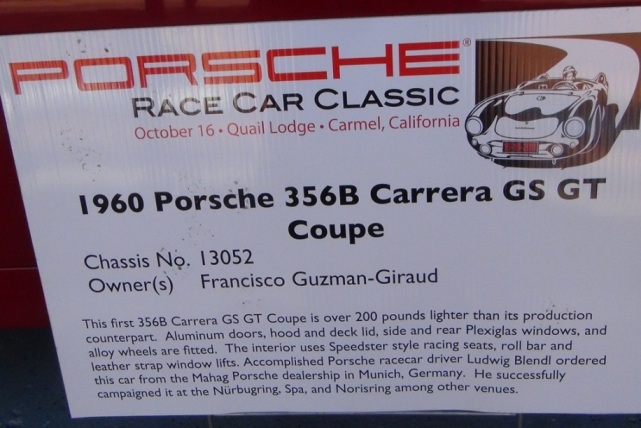 PORSCHE®
RACE CAR CLASSIC
October 16 • Quail Lodge • Carmel, California
1960 Porsche 356B Carrera GS GT
Coupe
Chassis No. 13052
Owner(s) Francisco Guzman-Giraud
This first 356B Carrera GS GT Coupe is over 200 pounds lighter than its production
counterpart. Aluminum doors, hood and deck lid, side and rear Plexiglas windows, and
alloy wheels are fitted. The interior uses Speedster style racing seats, roll bar and
leather strap window lifts. Accomplished Porsche racecar driver Ludwig Blendl ordered
this car from the Mahag Porsche dealership in Munich, Germany. He successfully
campaigned it at the Nürbugring, Spa, and Norisring among other venues.